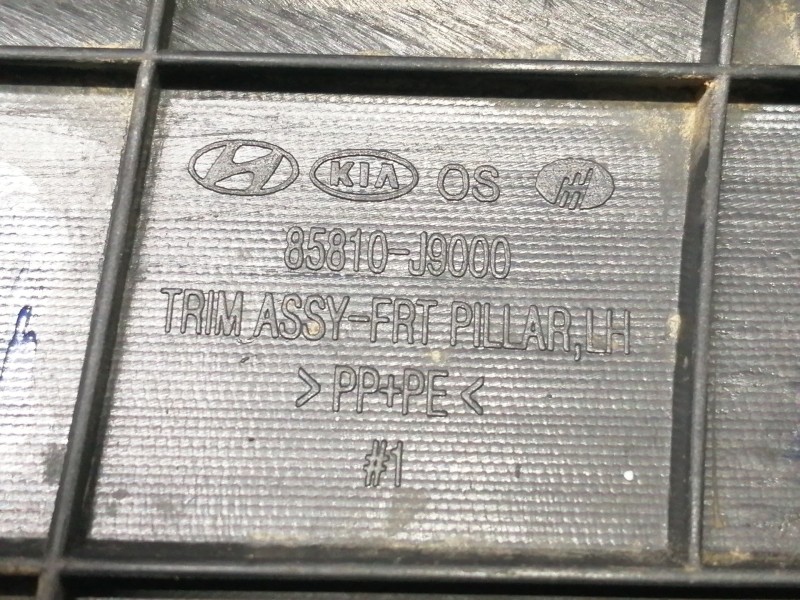 KIA OS
85810-J9000
TRIM ASSY-FRT PILLAR,LH
>PP+PE<
#1